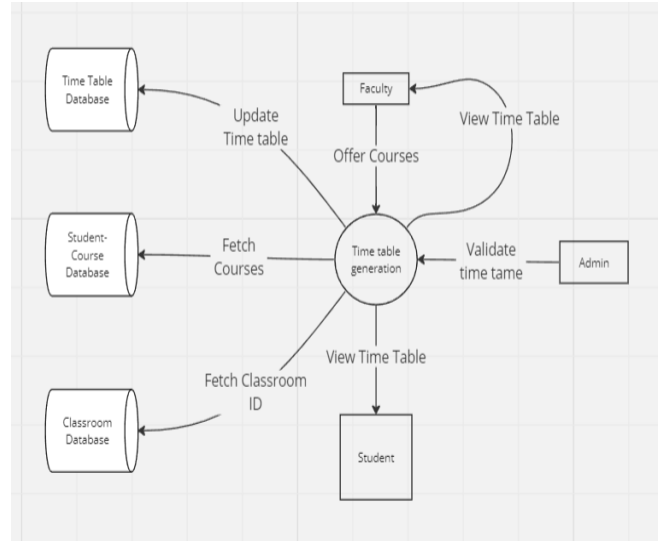 Time Table
Database
Faculty
Update
Time table
View Time Table
Offer Courses
Student-
Course
Database
Fetch
Courses
Time table
generation
Validate
time tame
Admin
View Time Table
Fetch Classroom
ID
Classroom
Database
Student